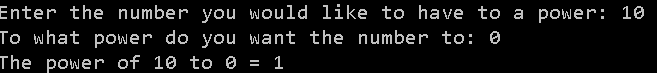 Enter the number you would like to have to a power: 10
To what power do you want the number to: 0
The power of 10 to 0 = 1